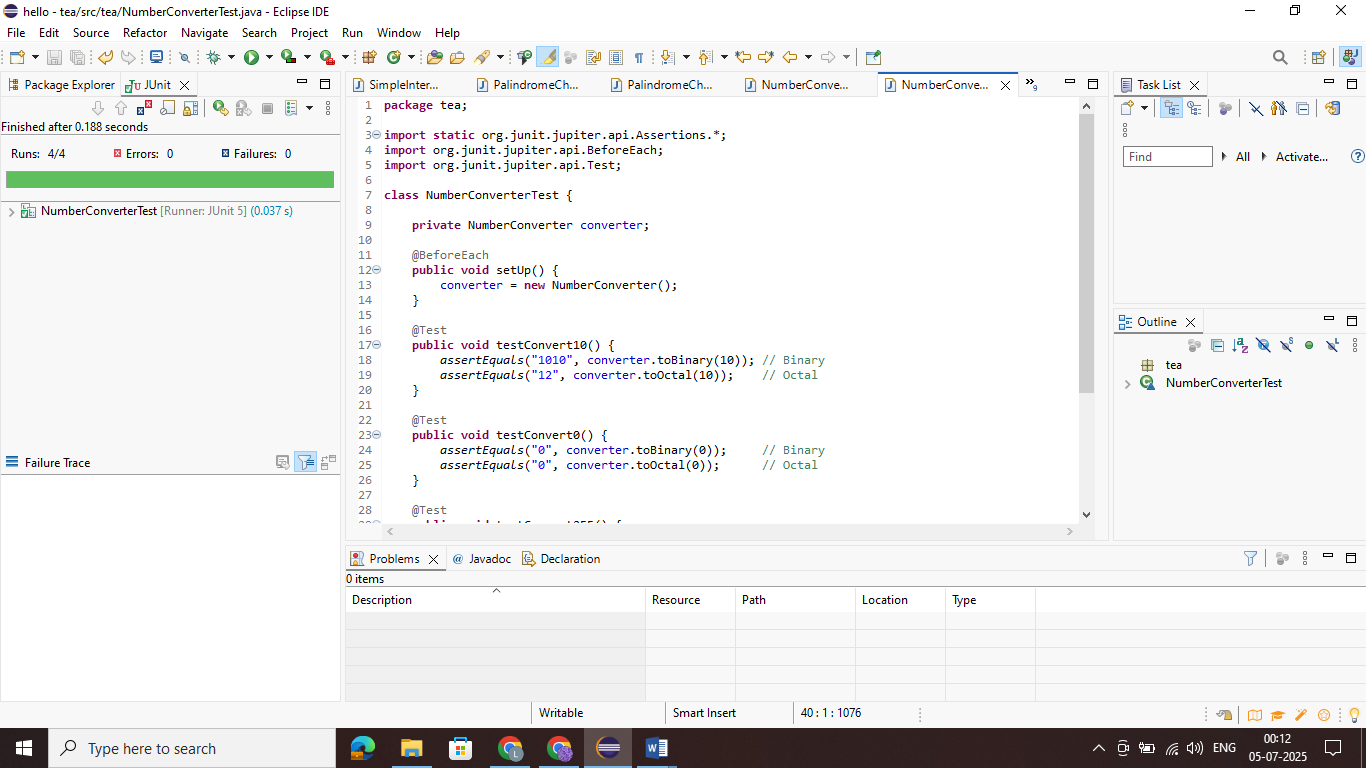 hello - tea/src/tea/NumberConverterTest.java - Eclipse IDE
File Edit Source Refactor Navigate Search Project Run Window Help
Package Explorer JUnit
Finished after 0.188 seconds
Runs: 4/4 Errors: 0 Failures: 0
NumberConverterTest [Runner: JUnit 5] (0.037 s)
Failure Trace
SimpleInter... PalindromeCh... PalindromeCh... NumberConve... NumberConve... »9
1 package tea;
2
3 import static org.junit.jupiter.api.Assertions.*;
4 import org.junit.jupiter.api.BeforeEach;
5 import org.junit.jupiter.api.Test;
6
7 class NumberConverterTest {
8
9 private NumberConverter converter;
10
11 @BeforeEach
12 public void setUp() {
13 converter = new NumberConverter();
14 }
15
16 @Test
17 public void testConvert10() {
18 assertEquals("1010", converter.toBinary(10)); // Binary
19 assertEquals("12", converter.toOctal(10)); // Octal
20 }
21
22 @Test
23 public void testConvert0() {
24 assertEquals("0", converter.toBinary(0)); // Binary
25 assertEquals("0", converter.toOctal(0)); // Octal
26 }
27
28 @Test
Task List
Find All Activate...
Outline
tea
NumberConverterTest
Problems Javadoc Declaration
0 items
Description Resource Path Location Type
Writable Smart Insert 40 : 1 : 1076
Type here to search
ENG
00:12
05-07-2025